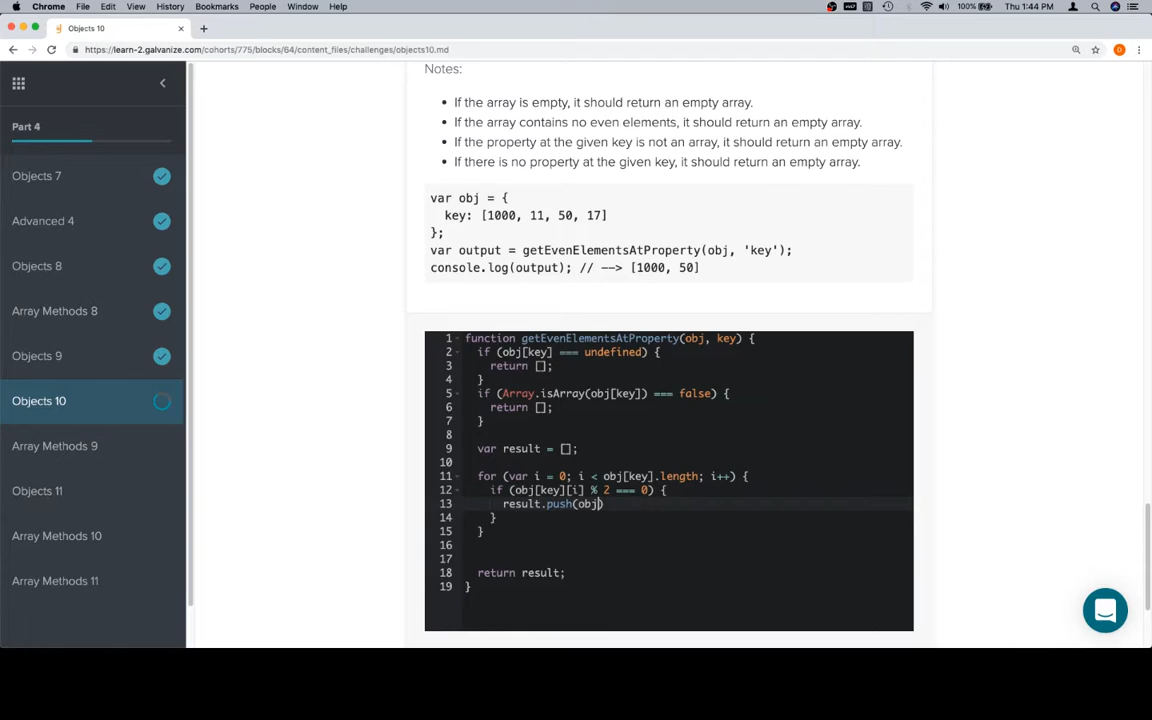 Chrome File Edit View History Bookmarks People Window Help 100% Thu 1:44 PM
Objects 10
https://learn-2.galvanize.com/cohorts/775/blocks/64/content_files/challenges/objects10.md
Part 4
Objects 7
Advanced 4
Objects 8
Array Methods 8
Objects 9
Objects 10
Array Methods 9
Objects 11
Array Methods 10
Array Methods 11
Notes:
• If the array is empty, it should return an empty array.
• If the array contains no even elements, it should return an empty array.
• If the property at the given key is not an array, it should return an empty array.
• If there is no property at the given key, it should return an empty array.
var obj = {
  key: [1000, 11, 50, 17]
};
var output = getEvenElementsAtProperty(obj, 'key');
console.log(output); // --> [1000, 50]
1 function getEvenElementsAtProperty(obj, key) {
2   if (obj[key] === undefined) {
3     return [];
4   }
5   if (Array.isArray(obj[key]) === false) {
6     return [];
7   }
8
9   var result = [];
10
11   for (var i = 0; i < obj[key].length; i++) {
12     if (obj[key][i] % 2 === 0) {
13       result.push(obj)
14     }
15   }
16
17
18   return result;
19 }